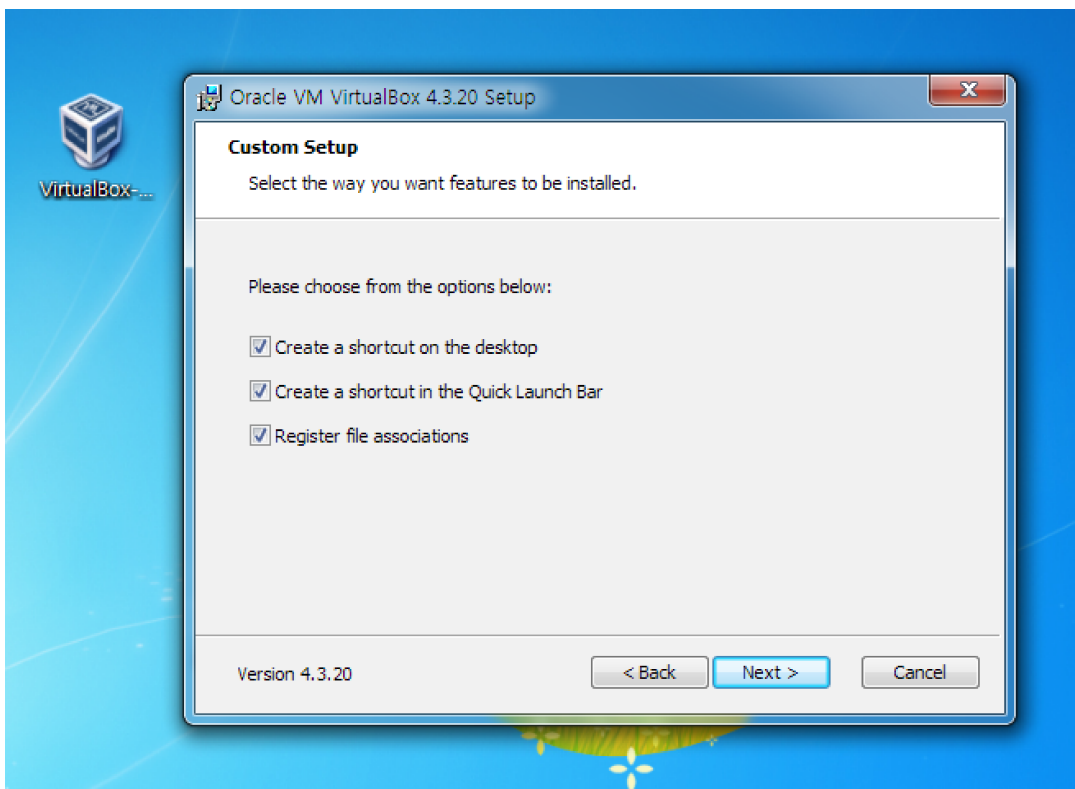 Oracle VM VirtualBox 4.3.20 Setup
VirtualBox-...
Custom Setup
Select the way you want features to be installed.
Please choose from the options below:
Create a shortcut on the desktop
Create a shortcut in the Quick Launch Bar
Register file associations
Version 4.3.20
< Back
Next >
Cancel